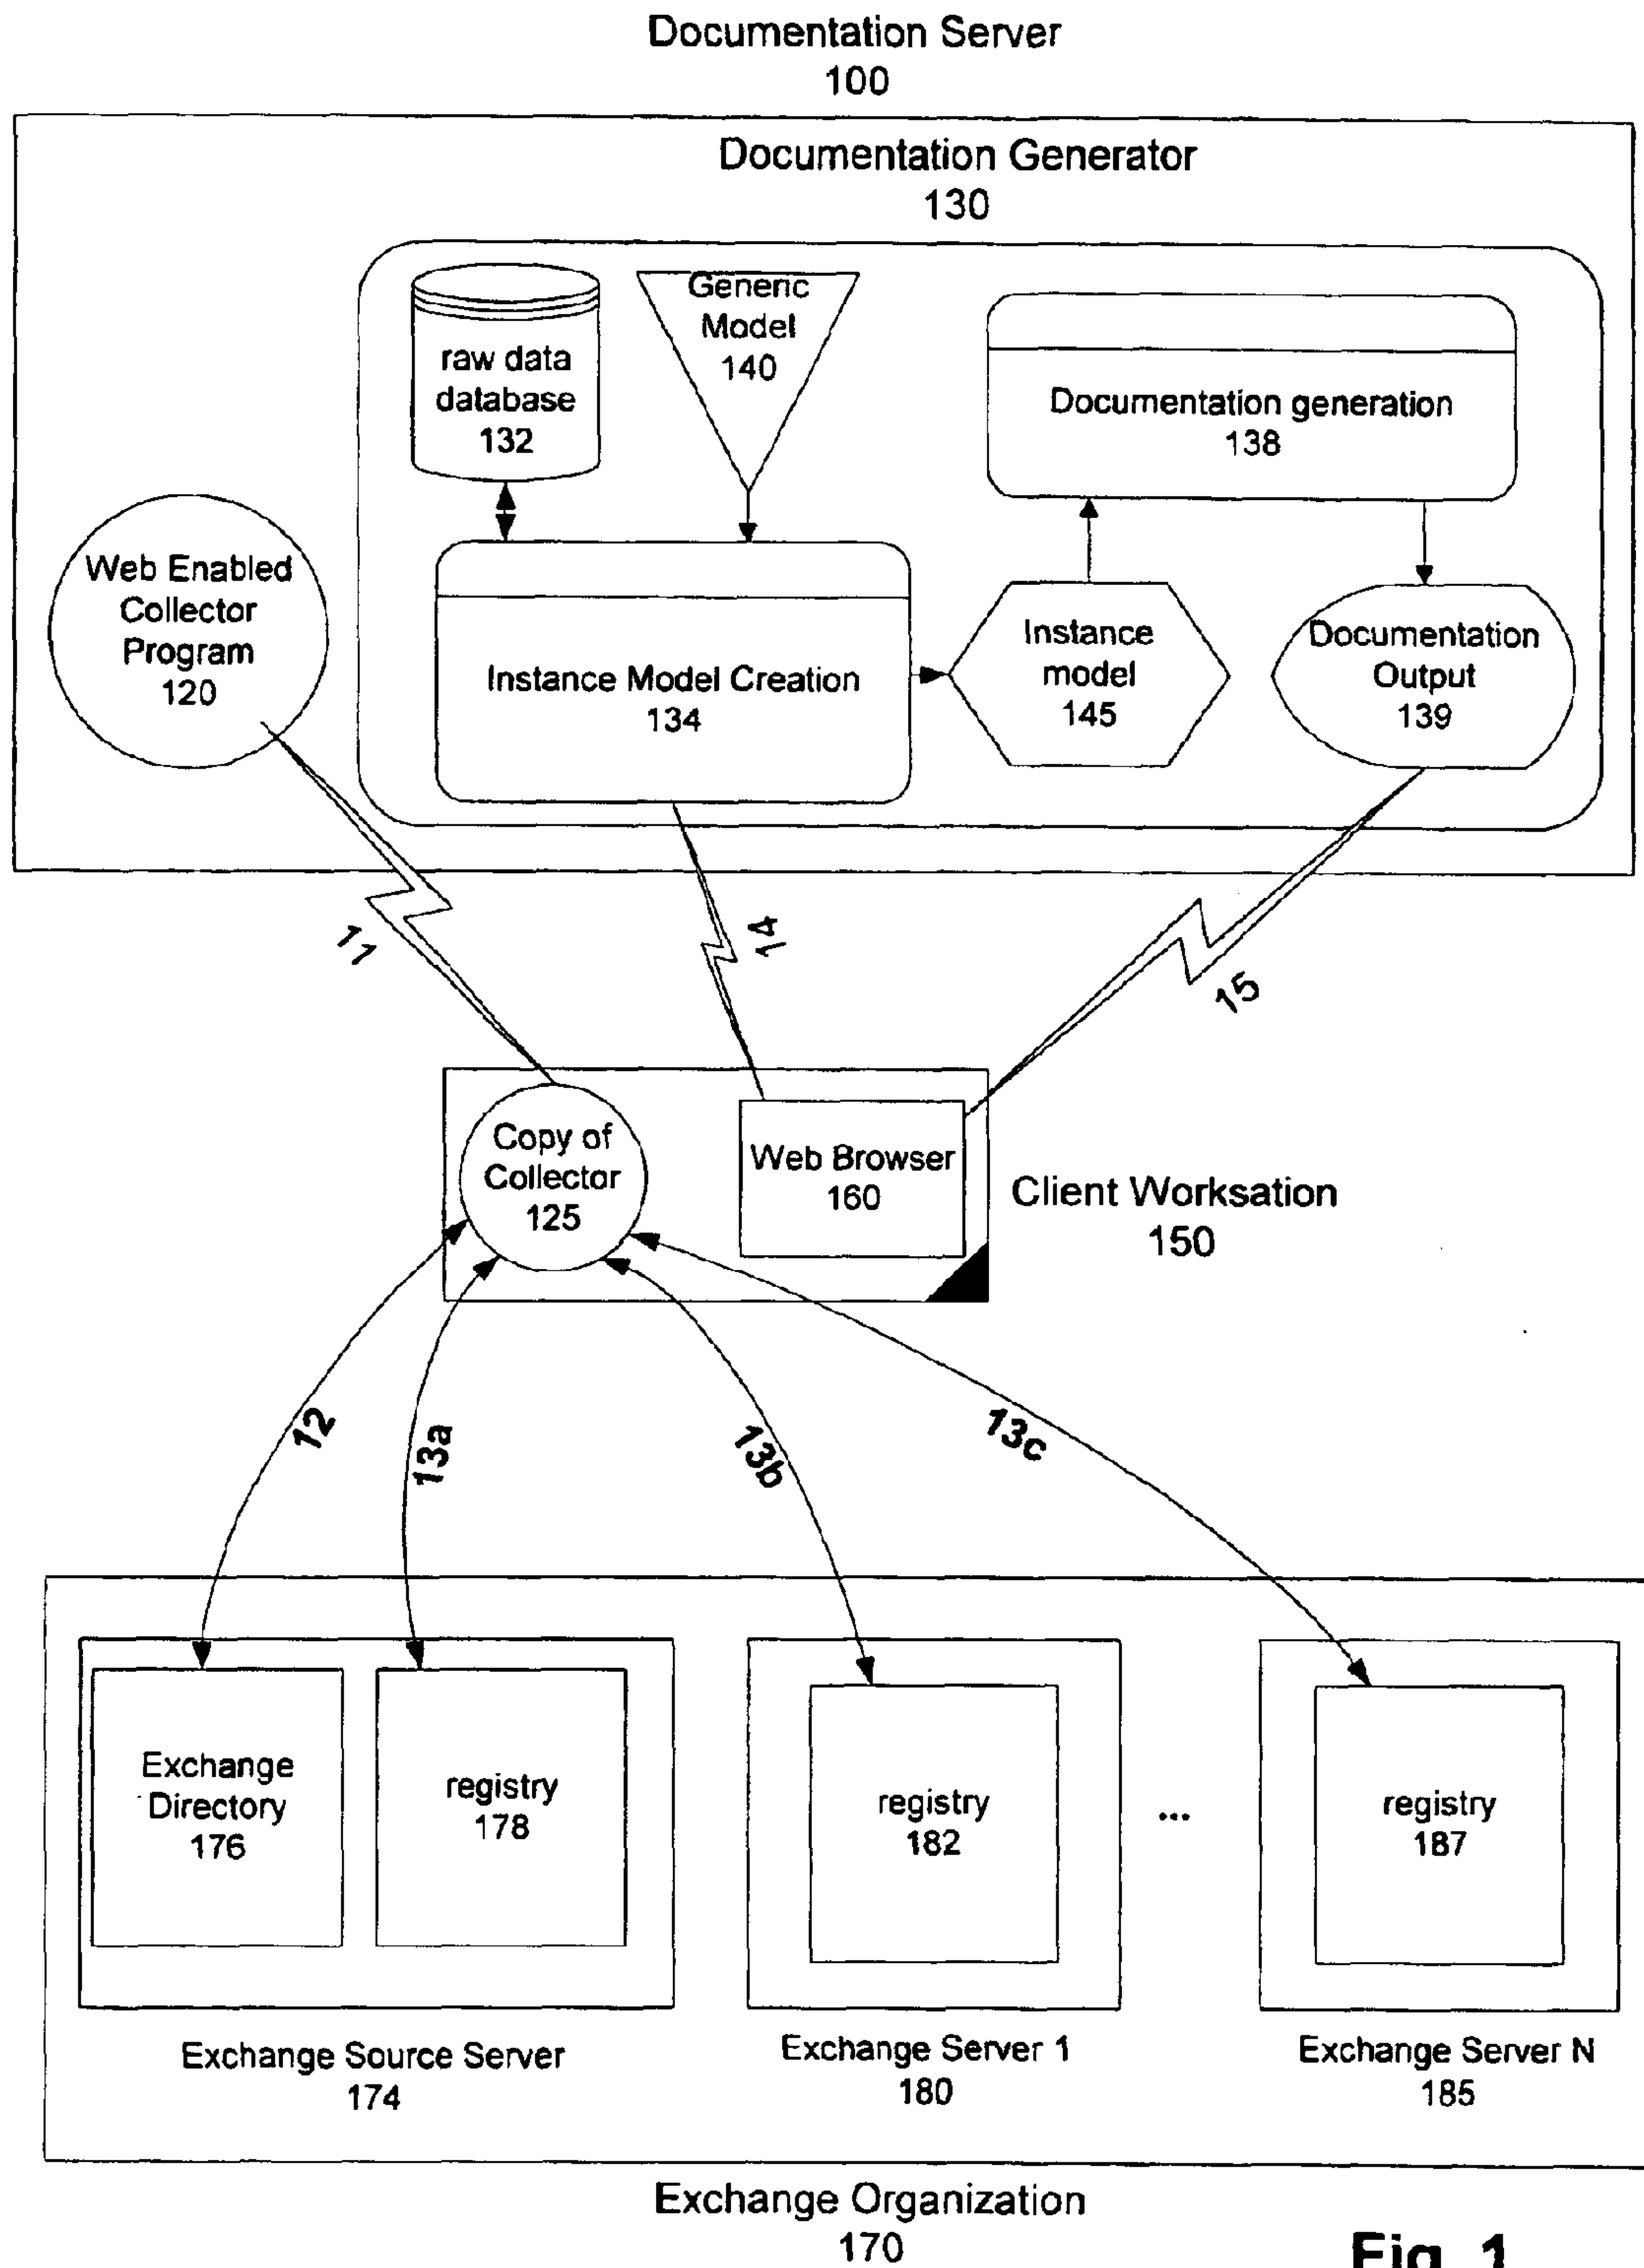 Documentation Server
100
Documentation Generator
130
raw data
database
132
Generic
Model
140
Documentation generation
138
Web Enabled
Collector
Program
120
Instance Model Creation
134
Instance
model
145
Documentation
Output
139
11
14
15
Copy of
Collector
125
Web Browser
160
Client Worksation
150
12
13a
13b
13c
Exchange
Directory
176
registry
178
registry
182
...
registry
187
Exchange Source Server
174
Exchange Server 1
180
Exchange Server N
185
Exchange Organization
170
Fig. 1